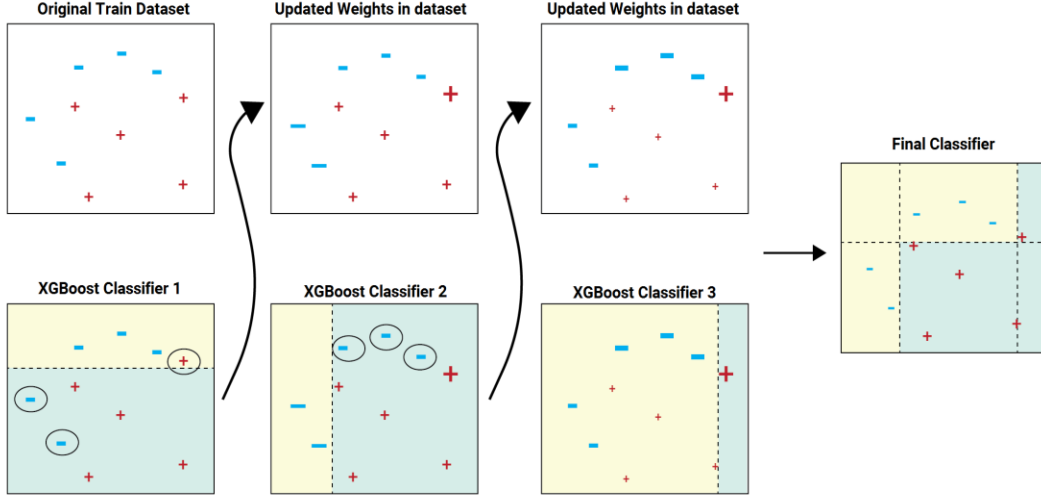 Original Train Dataset
Updated Weights in dataset
Updated Weights in dataset
Final Classifier
XGBoost Classifier 1
XGBoost Classifier 2
XGBoost Classifier 3